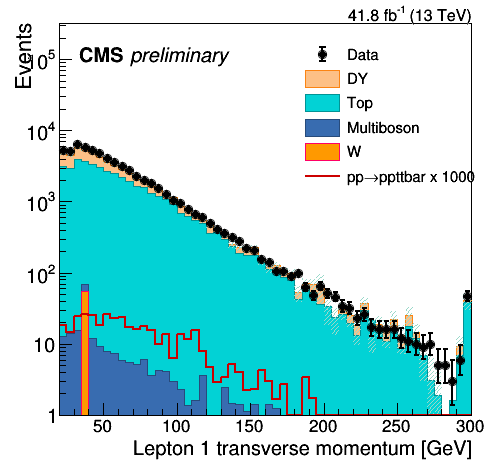 41.8 fb⁻¹ (13 TeV)
Events
CMS preliminary
Data
DY
Top
Multiboson
W
pp→ppttbar x 1000
10⁵
10⁴
10³
10²
10
1
50 100 150 200 250 300
Lepton 1 transverse momentum [GeV]